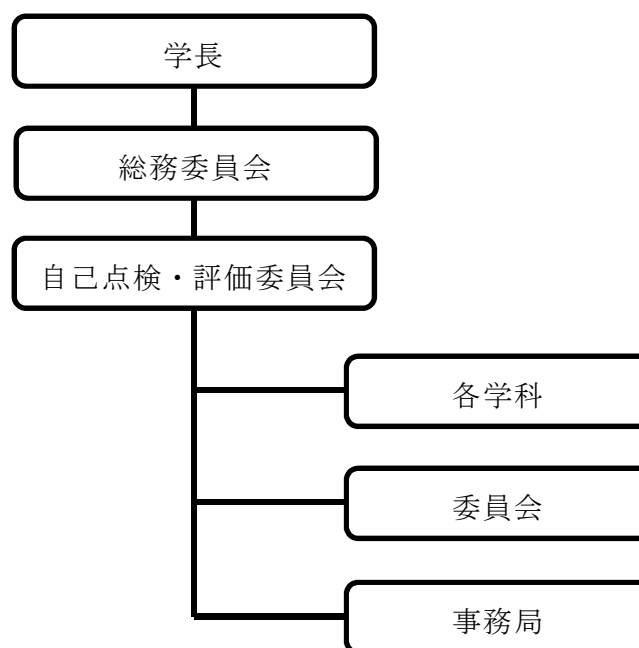 学長
総務委員会
自己点検・評価委員会
各学科
委員会
事務局